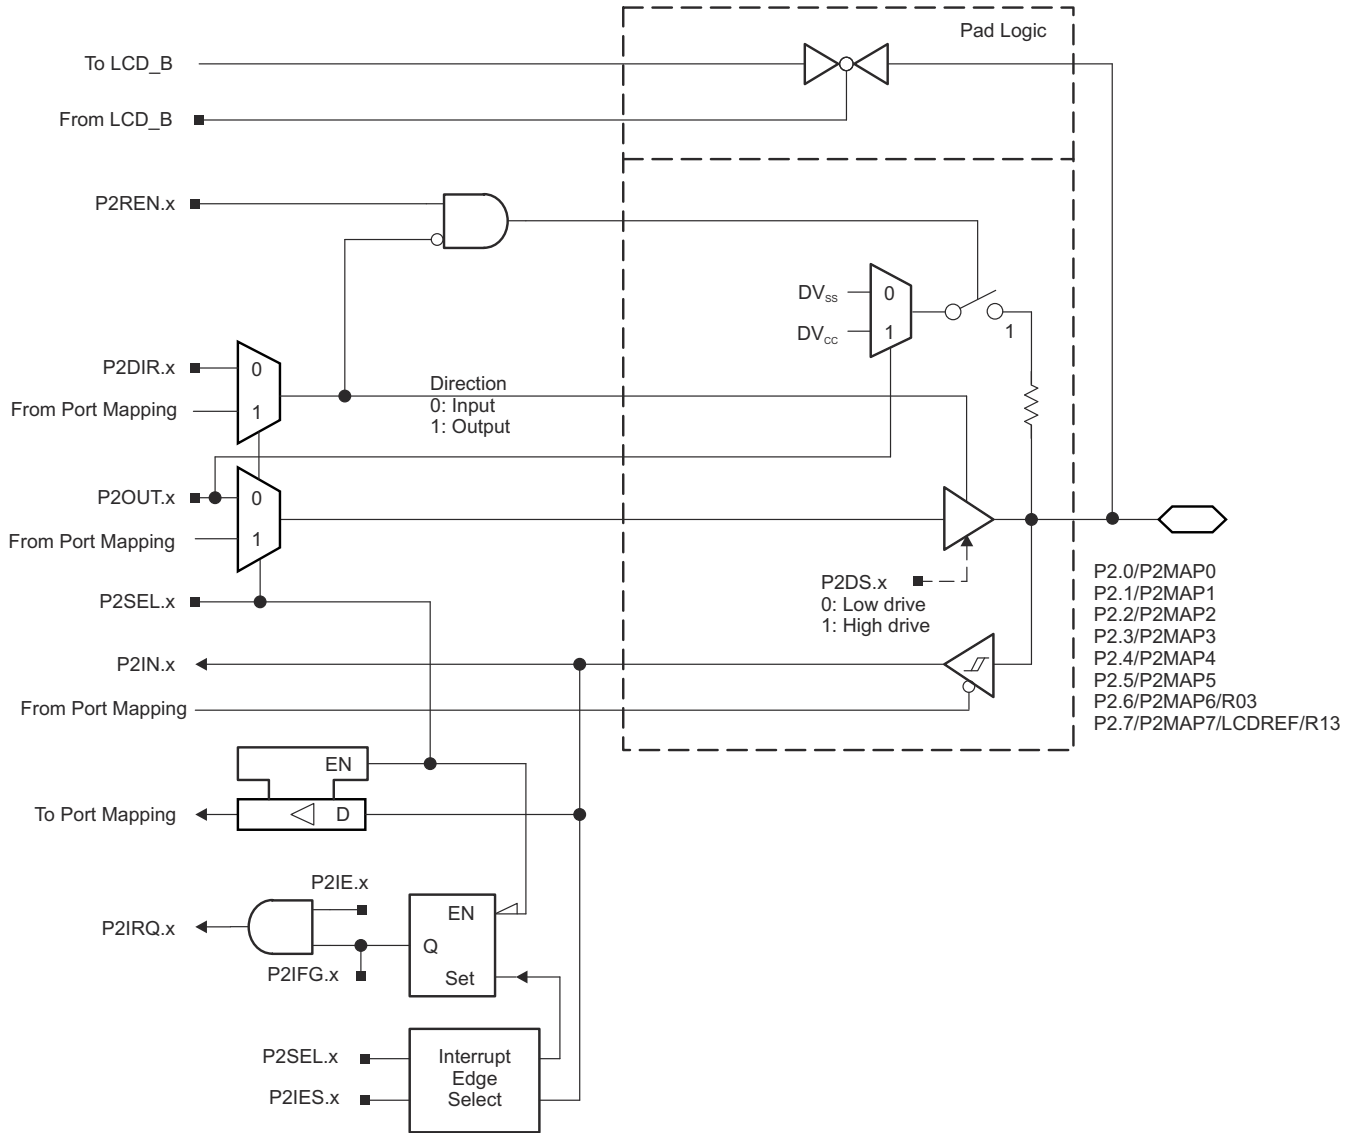 Pad Logic
To LCD_B
From LCD_B
P2REN.x
DVSS
0
DVCC
1
1
P2DIR.x
0
From Port Mapping
1
Direction
0: Input
1: Output
P2OUT.x
0
From Port Mapping
1
P2DS.x
0: Low drive
1: High drive
P2SEL.x
P2IN.x
From Port Mapping
P2.0/P2MAP0
P2.1/P2MAP1
P2.2/P2MAP2
P2.3/P2MAP3
P2.4/P2MAP4
P2.5/P2MAP5
P2.6/P2MAP6/R03
P2.7/P2MAP7/LCDREF/R13
EN
To Port Mapping
D
P2IE.x
P2IRQ.x
EN
Q
P2IFG.x
Set
P2SEL.x
P2IES.x
Interrupt
Edge
Select